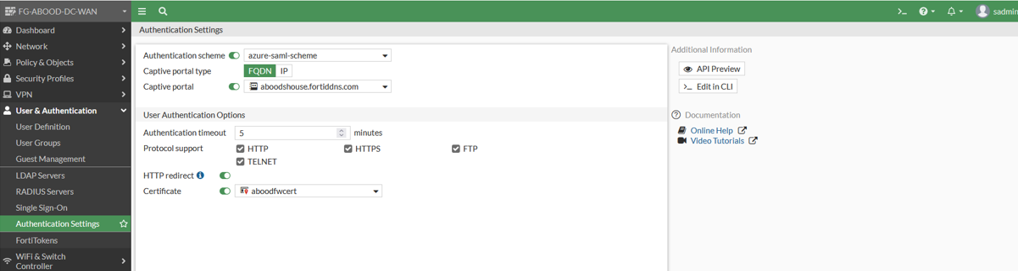 FG-ABOOD-DC-WAN
sadmin
Dashboard
Network
Policy & Objects
Security Profiles
VPN
User & Authentication
User Definition
User Groups
Guest Management
LDAP Servers
RADIUS Servers
Single Sign-On
Authentication Settings
FortiTokens
WiFi & Switch
Controller
Authentication Settings
Authentication scheme azure-saml-scheme
Captive portal type FQDN IP
Captive portal aboodshouse.fortiddns.com
User Authentication Options
Authentication timeout 5 minutes
Protocol support HTTP HTTPS FTP
TELNET
HTTP redirect
Certificate aboodfwcert
Additional Information
API Preview
>_ Edit in CLI
Documentation
Online Help
Video Tutorials